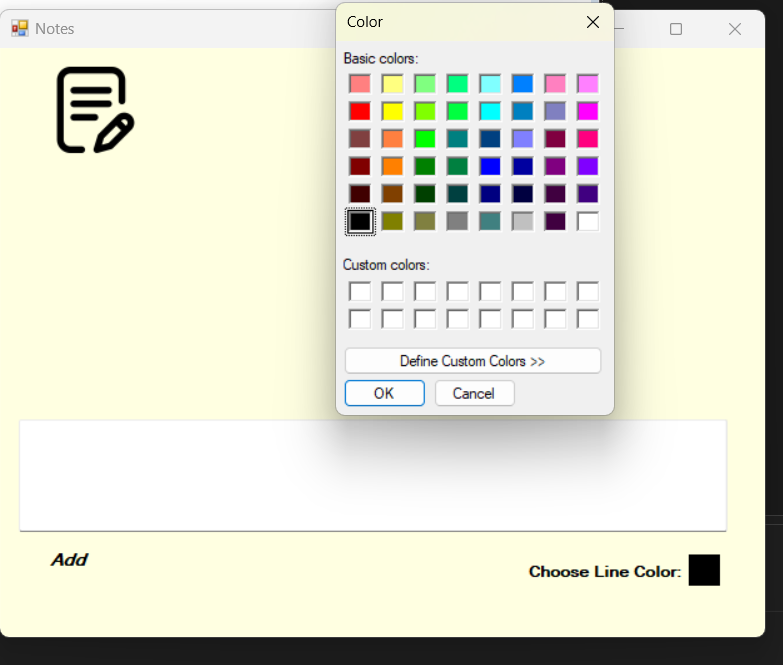 Notes
Color
Basic colors:
Custom colors:
Define Custom Colors >>
OK
Cancel
Add
Choose Line Color: